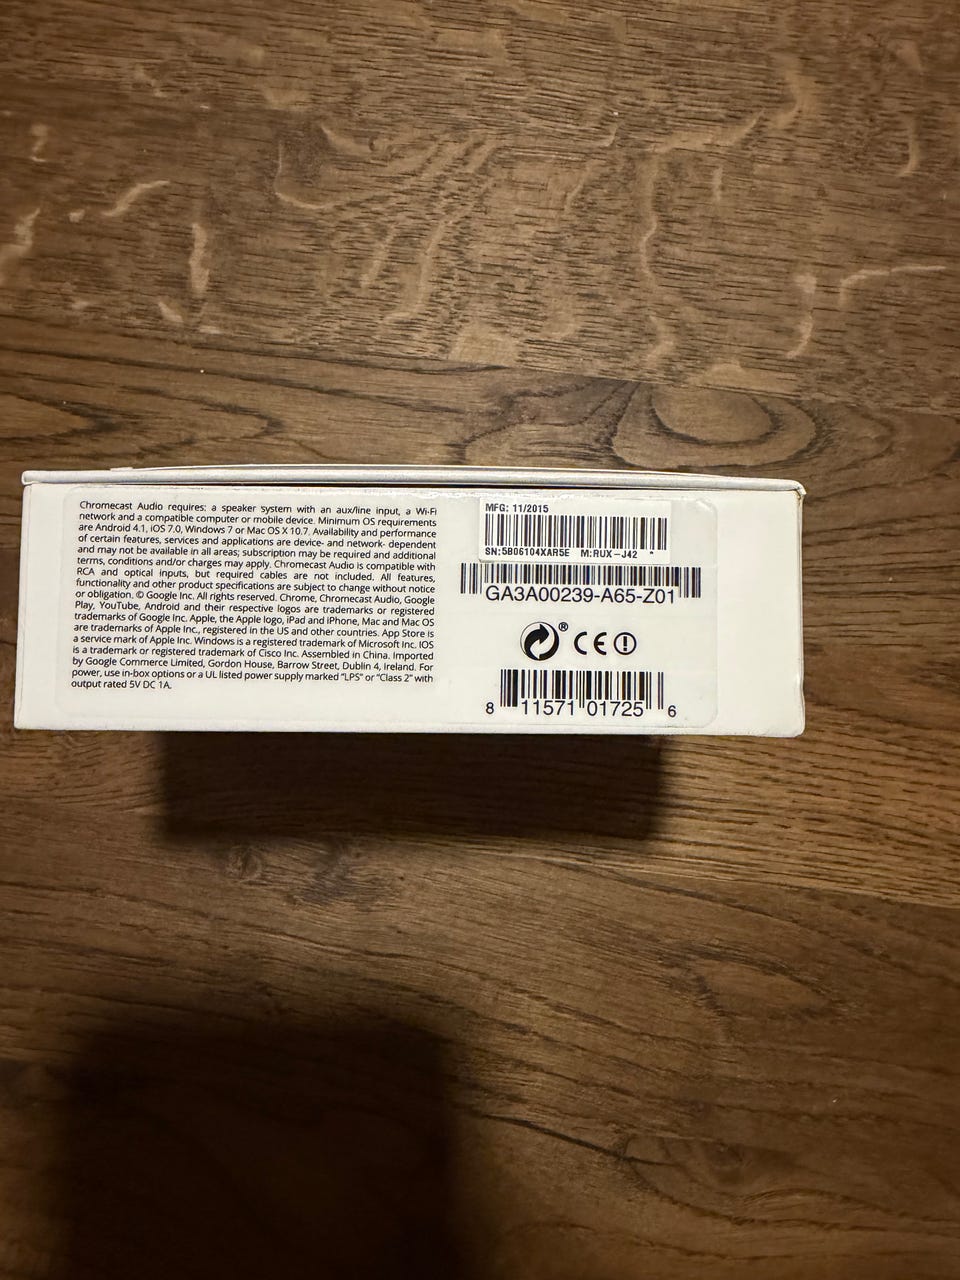 Chromecast Audio requires: a speaker system with an aux/line input, a Wi-Fi
network and a compatible computer or mobile device. Minimum OS requirements
are Android 4.1, iOS 7.0, Windows 7 or Mac OS X 10.7. Availability and performance
of certain features, services and applications are device- and network- dependent
and may not be available in all areas; subscription may be required and additional
terms, conditions and/or charges may apply. Chromecast Audio is compatible with
RCA and optical inputs, but required cables are not included. All features,
functionality and other product specifications are subject to change without notice
or obligation. © Google Inc. All rights reserved. Chrome, Chromecast Audio, Google
Play, YouTube, Android and their respective logos are trademarks or registered
trademarks of Google Inc. Apple, the Apple logo, iPad and iPhone, Mac and Mac OS
are trademarks of Apple Inc., registered in the US and other countries. App Store is
a service mark of Apple Inc. Windows is a registered trademark of Microsoft Inc. IOS
is a trademark or registered trademark of Cisco Inc. Assembled in China. Imported
by Google Commerce Limited, Gordon House, Barrow Street, Dublin 4, Ireland. For
power, use in-box options or a UL listed power supply marked "LPS" or "Class 2" with
output rated 5V DC 1A.
MFG: 11/2015
SN:5B06104XAR5E M:RUX-J42 *
GA3A00239-A65-Z01
® CE
8 11571 01725 6